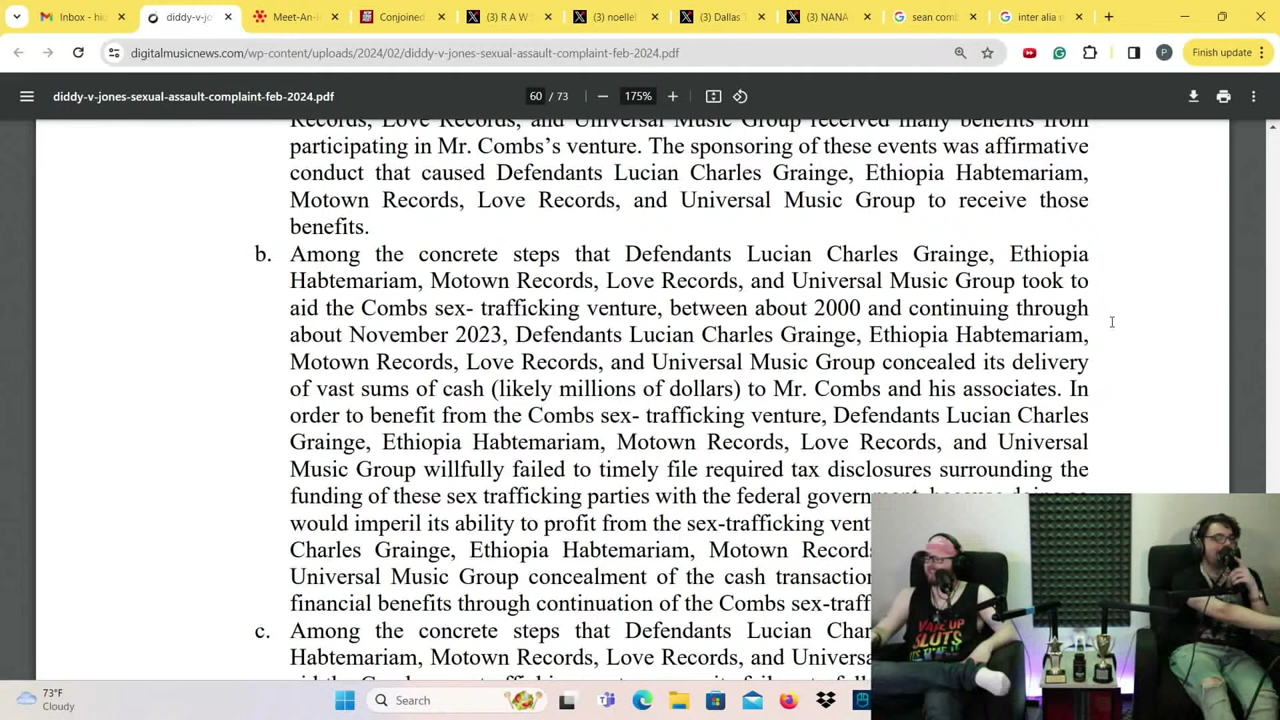 Inbox - hic
diddy-v-jo
Meet-An-I
Conjoined
(3) R A W
(3) noellel
(3) Dallas T
(3) NANA
sean comb
inter alia u
digitalmusicnews.com/wp-content/uploads/2024/02/diddy-v-jones-sexual-assault-complaint-feb-2024.pdf
P
Finish update
diddy-v-jones-sexual-assault-complaint-feb-2024.pdf
60 / 73
175%
Records, Love Records, and Universal Music Group received many benefits from
participating in Mr. Combs's venture. The sponsoring of these events was affirmative
conduct that caused Defendants Lucian Charles Grainge, Ethiopia Habtemariam,
Motown Records, Love Records, and Universal Music Group to receive those
benefits.
b. Among the concrete steps that Defendants Lucian Charles Grainge, Ethiopia
Habtemariam, Motown Records, Love Records, and Universal Music Group took to
aid the Combs sex- trafficking venture, between about 2000 and continuing through
about November 2023, Defendants Lucian Charles Grainge, Ethiopia Habtemariam,
Motown Records, Love Records, and Universal Music Group concealed its delivery
of vast sums of cash (likely millions of dollars) to Mr. Combs and his associates. In
order to benefit from the Combs sex- trafficking venture, Defendants Lucian Charles
Grainge, Ethiopia Habtemariam, Motown Records, Love Records, and Universal
Music Group willfully failed to timely file required tax disclosures surrounding the
funding of these sex trafficking parties with the federal government, because doing so
would imperil its ability to profit from the sex-trafficking vent
Charles Grainge, Ethiopia Habtemariam, Motown Records
Universal Music Group concealment of the cash transaction
financial benefits through continuation of the Combs sex-traff
c. Among the concrete steps that Defendants Lucian Char
Habtemariam, Motown Records, Love Records, and Universa
SLUTS
73°F
Cloudy
Search